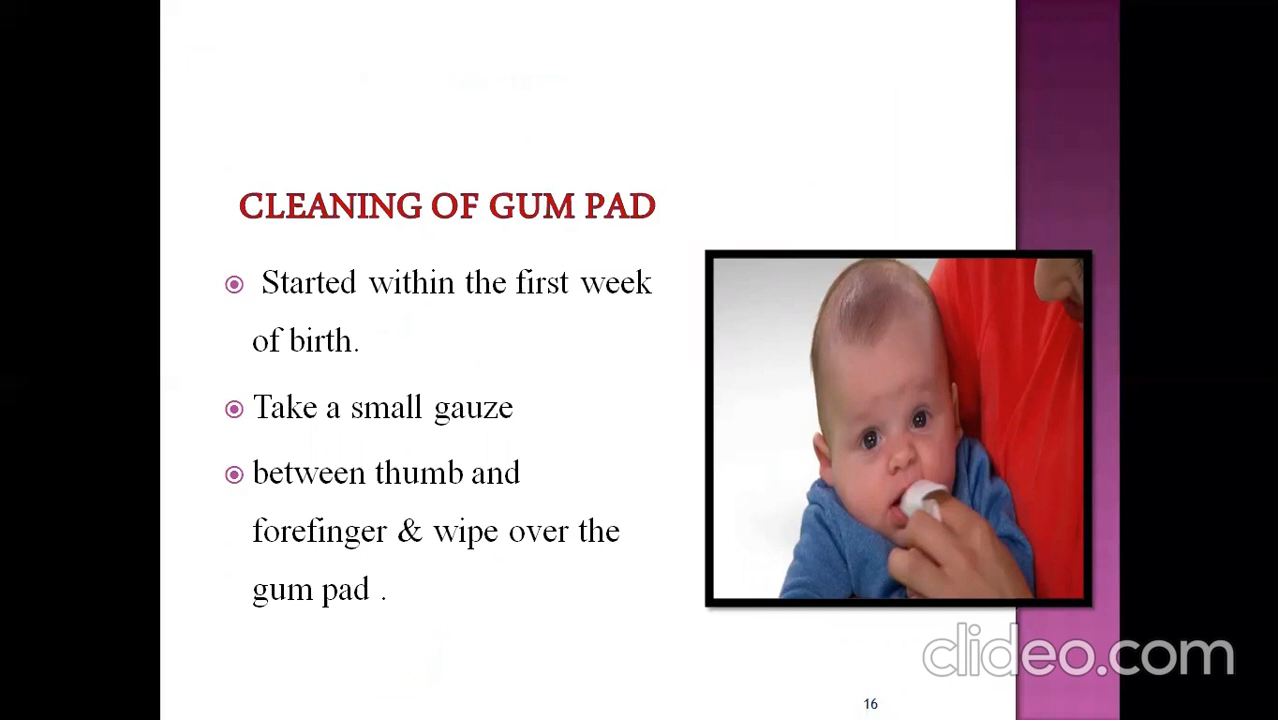 CLEANING OF GUM PAD
Started within the first week
of birth.
Take a small gauze
between thumb and
forefinger & wipe over the
gum pad .
clideo.com
16